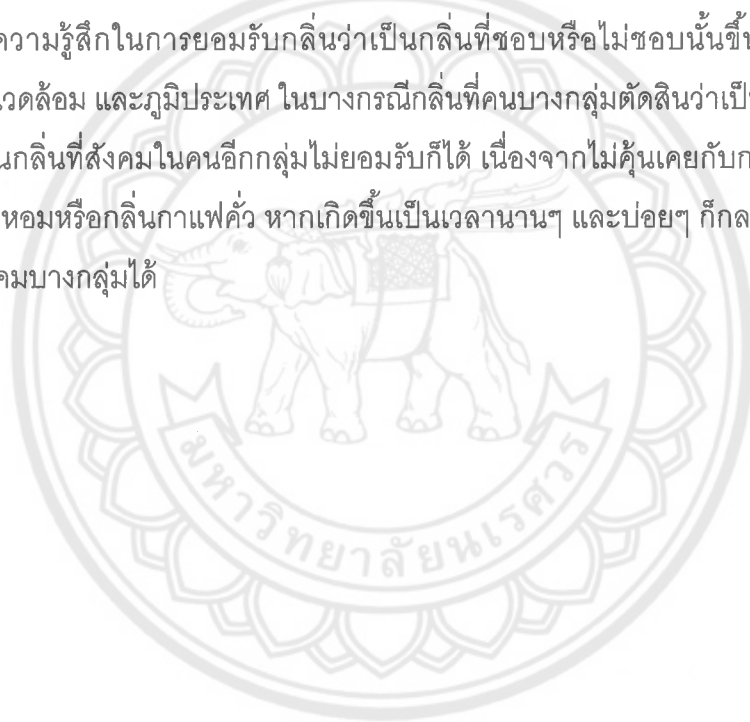 ความรู้สึกในการยอมรับกลิ่นว่าเป็นกลิ่นที่ชอบหรือไม่ชอบนั้นขึ้น
แวดล้อม และภูมิประเทศ ในบางกรณีกลิ่นที่คนบางกลุ่มตัดสินว่าเป็น
นกลิ่นที่สังคมในคนอีกกลุ่มไม่ยอมรับก็ได้ เนื่องจากไม่คุ้นเคยกับก
หอมหรือกลิ่นกาแฟคั่ว หากเกิดขึ้นเป็นเวลานานๆ และบ่อยๆ ก็กล
คมบางกลุ่มได้
มหาวิทยาลัยนเรศวร